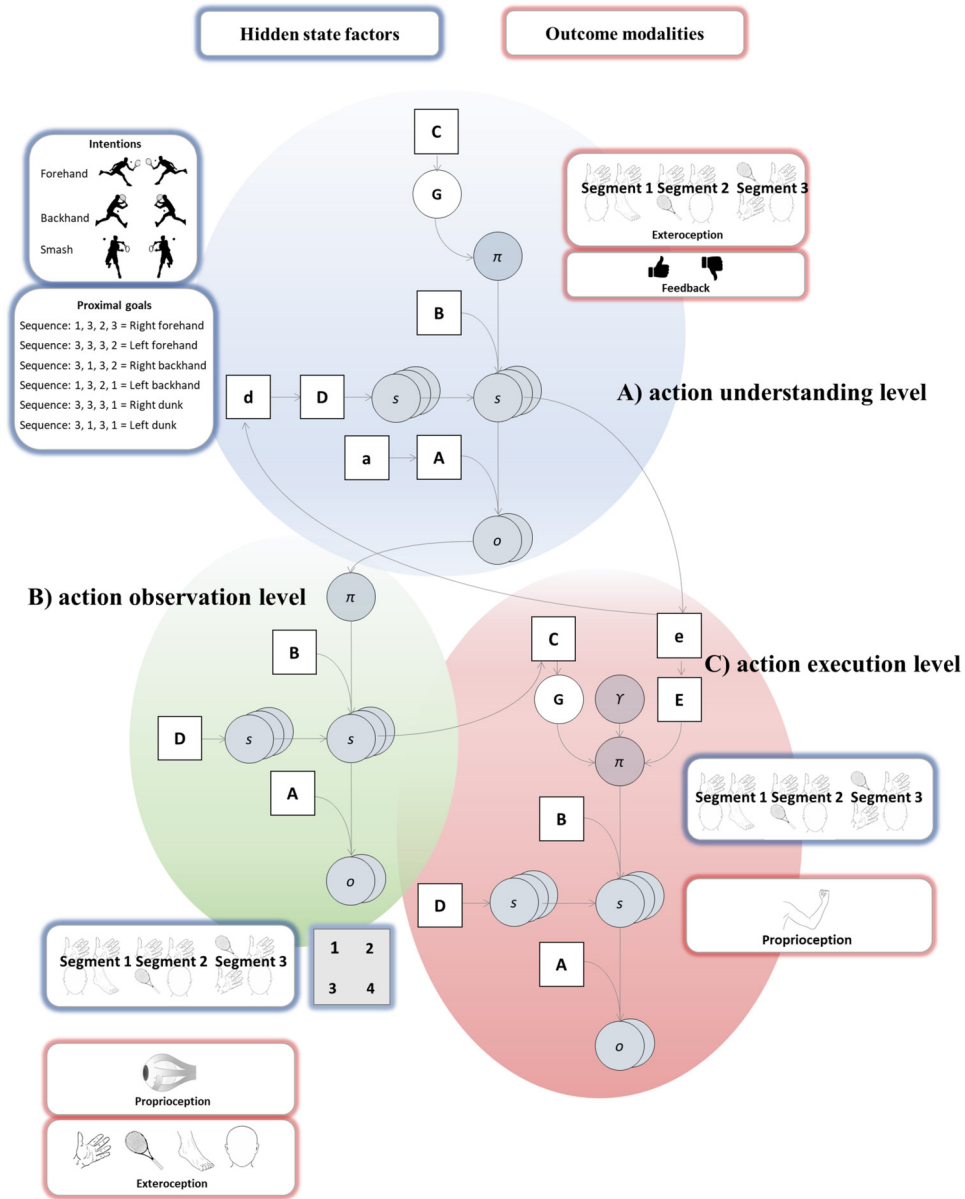 Hidden state factors
Outcome modalities
Intentions
Forehand
Backhand
Smash
Proximal goals
Sequence: 1, 3, 2, 3 = Right forehand
Sequence: 3, 3, 3, 2 = Left forehand
Sequence: 3, 1, 3, 2 = Right backhand
Sequence: 1, 3, 2, 1 = Left backhand
Sequence: 3, 3, 3, 1 = Right dunk
Sequence: 3, 1, 3, 1 = Left dunk
C
G
π
B
d D s s
a A
o
Segment 1 Segment 2 Segment 3
Exteroception
Feedback
A) action understanding level
B) action observation level
π
B
D s s
A
o
C e
C) action execution level
G ϒ E
π
B
D s s
A
o
Segment 1 Segment 2 Segment 3
Proprioception
Segment 1 Segment 2 Segment 3
1 2
3 4
Proprioception
Exteroception